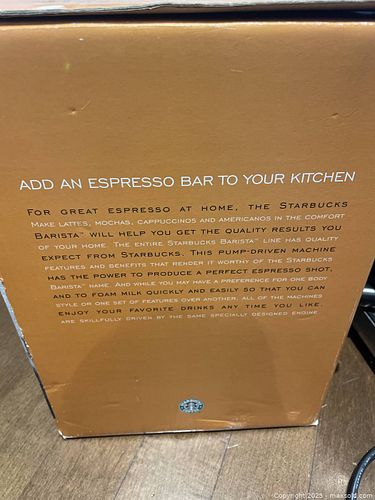 ADD AN ESPRESSO BAR TO YOUR KITCHEN
FOR GREAT ESPRESSO AT HOME, THE STARBUCKS
MAKE LATTES, MOCHAS, CAPPUCCINOS AND AMERICANOS IN THE COMFORT
BARISTA™ WILL HELP YOU GET THE QUALITY RESULTS YOU
OF YOUR HOME. THE ENTIRE STARBUCKS BARISTA™ LINE HAS QUALITY
EXPECT FROM STARBUCKS. THIS PUMP-DRIVEN MACHINE
FEATURES AND BENEFITS THAT RENDER IT WORTHY OF THE STARBUCKS
HAS THE POWER TO PRODUCE A PERFECT ESPRESSO SHOT,
BARISTA™ NAME. AND WHILE YOU MAY HAVE A PREFERENCE FOR ONE BODY
AND TO FOAM MILK QUICKLY AND EASILY SO THAT YOU CAN
STYLE OR ONE SET OF FEATURES OVER ANOTHER, ALL OF THE MACHINES
ENJOY YOUR FAVORITE DRINKS ANY TIME YOU LIKE.
ARE SKILLFULLY DRIVEN BY THE SAME SPECIALLY DESIGNED ENGINE.
Copyright ©2025 - maxsold.com